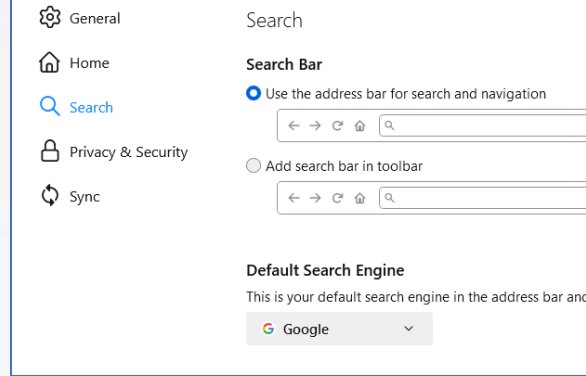 General
Home
Search
Privacy & Security
Sync
Search
Search Bar
Use the address bar for search and navigation
Add search bar in toolbar
Default Search Engine
This is your default search engine in the address bar and
Google